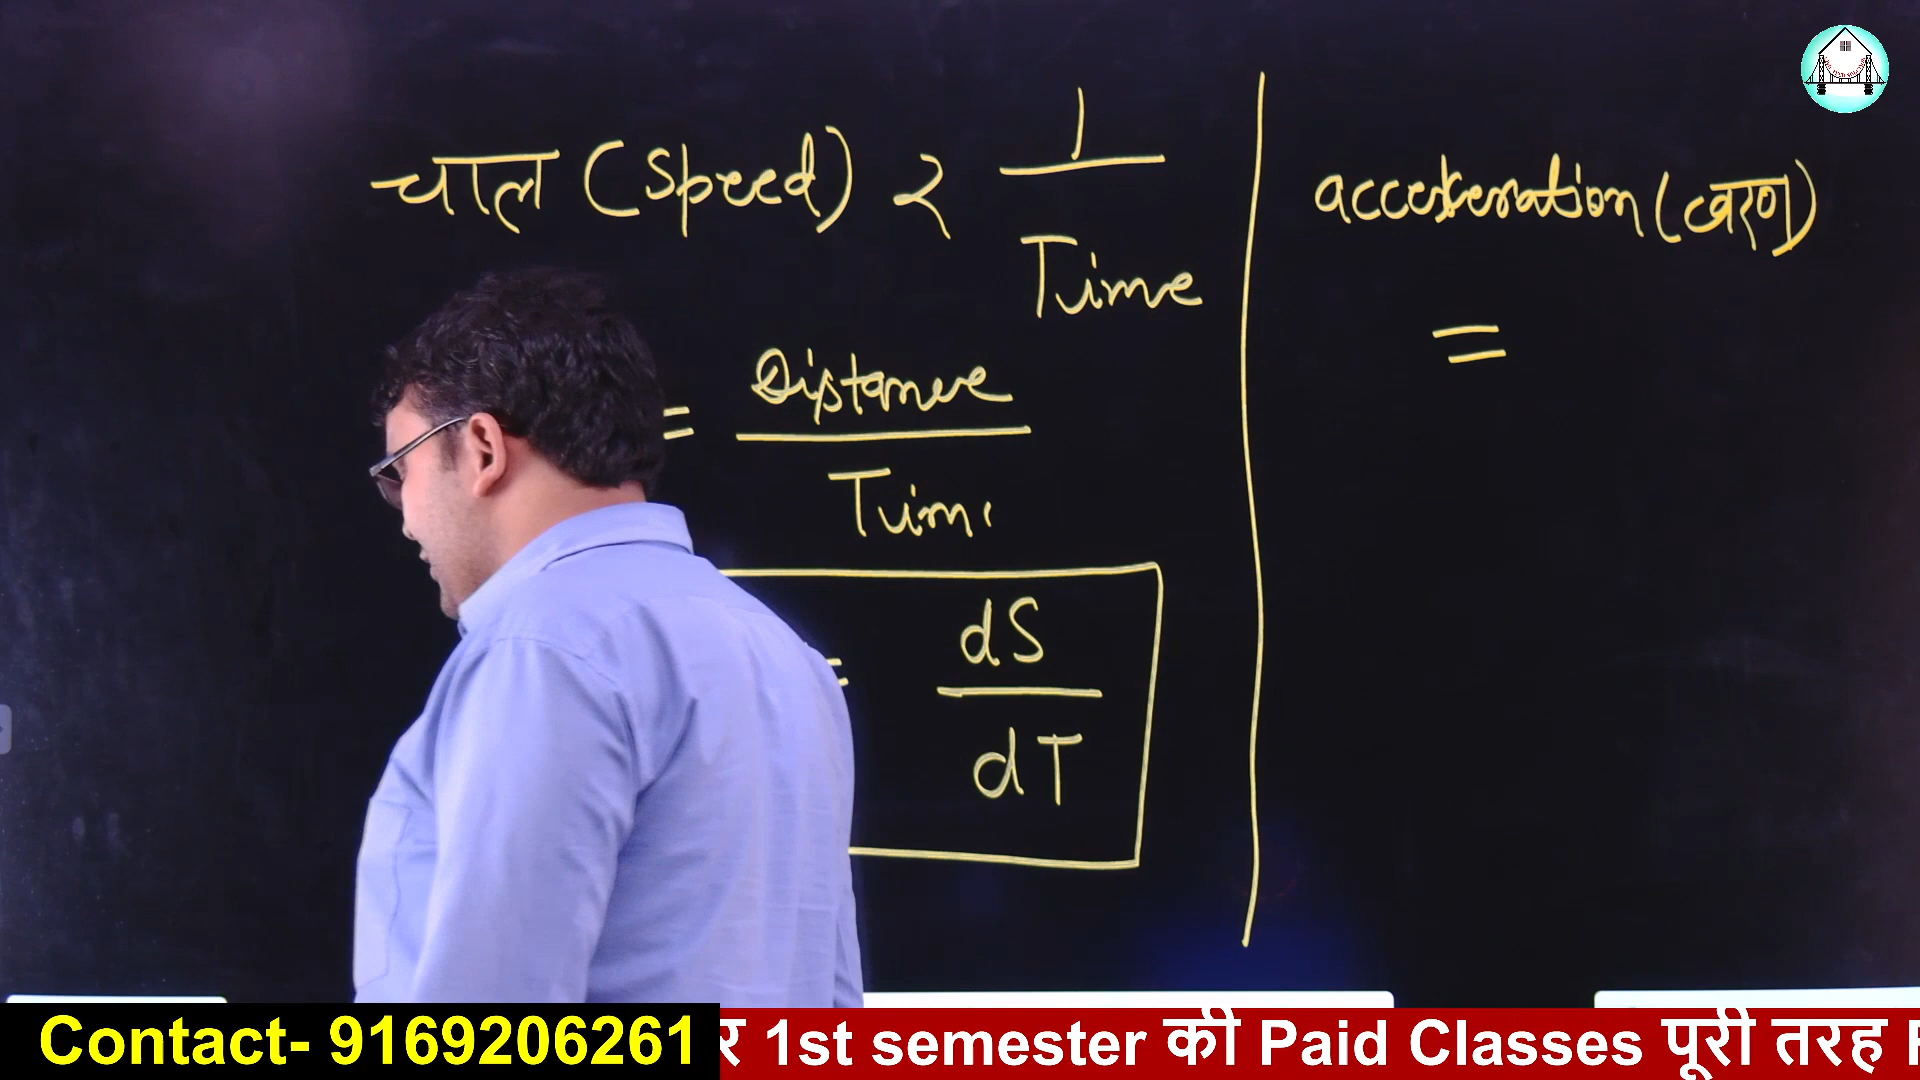 चाल (Speed) α 1
Time
= Distance
Time
= dS
dT
acceleration (त्वरण)
=
Contact- 9169206261
र 1st semester की Paid Classes पूरी तरह F